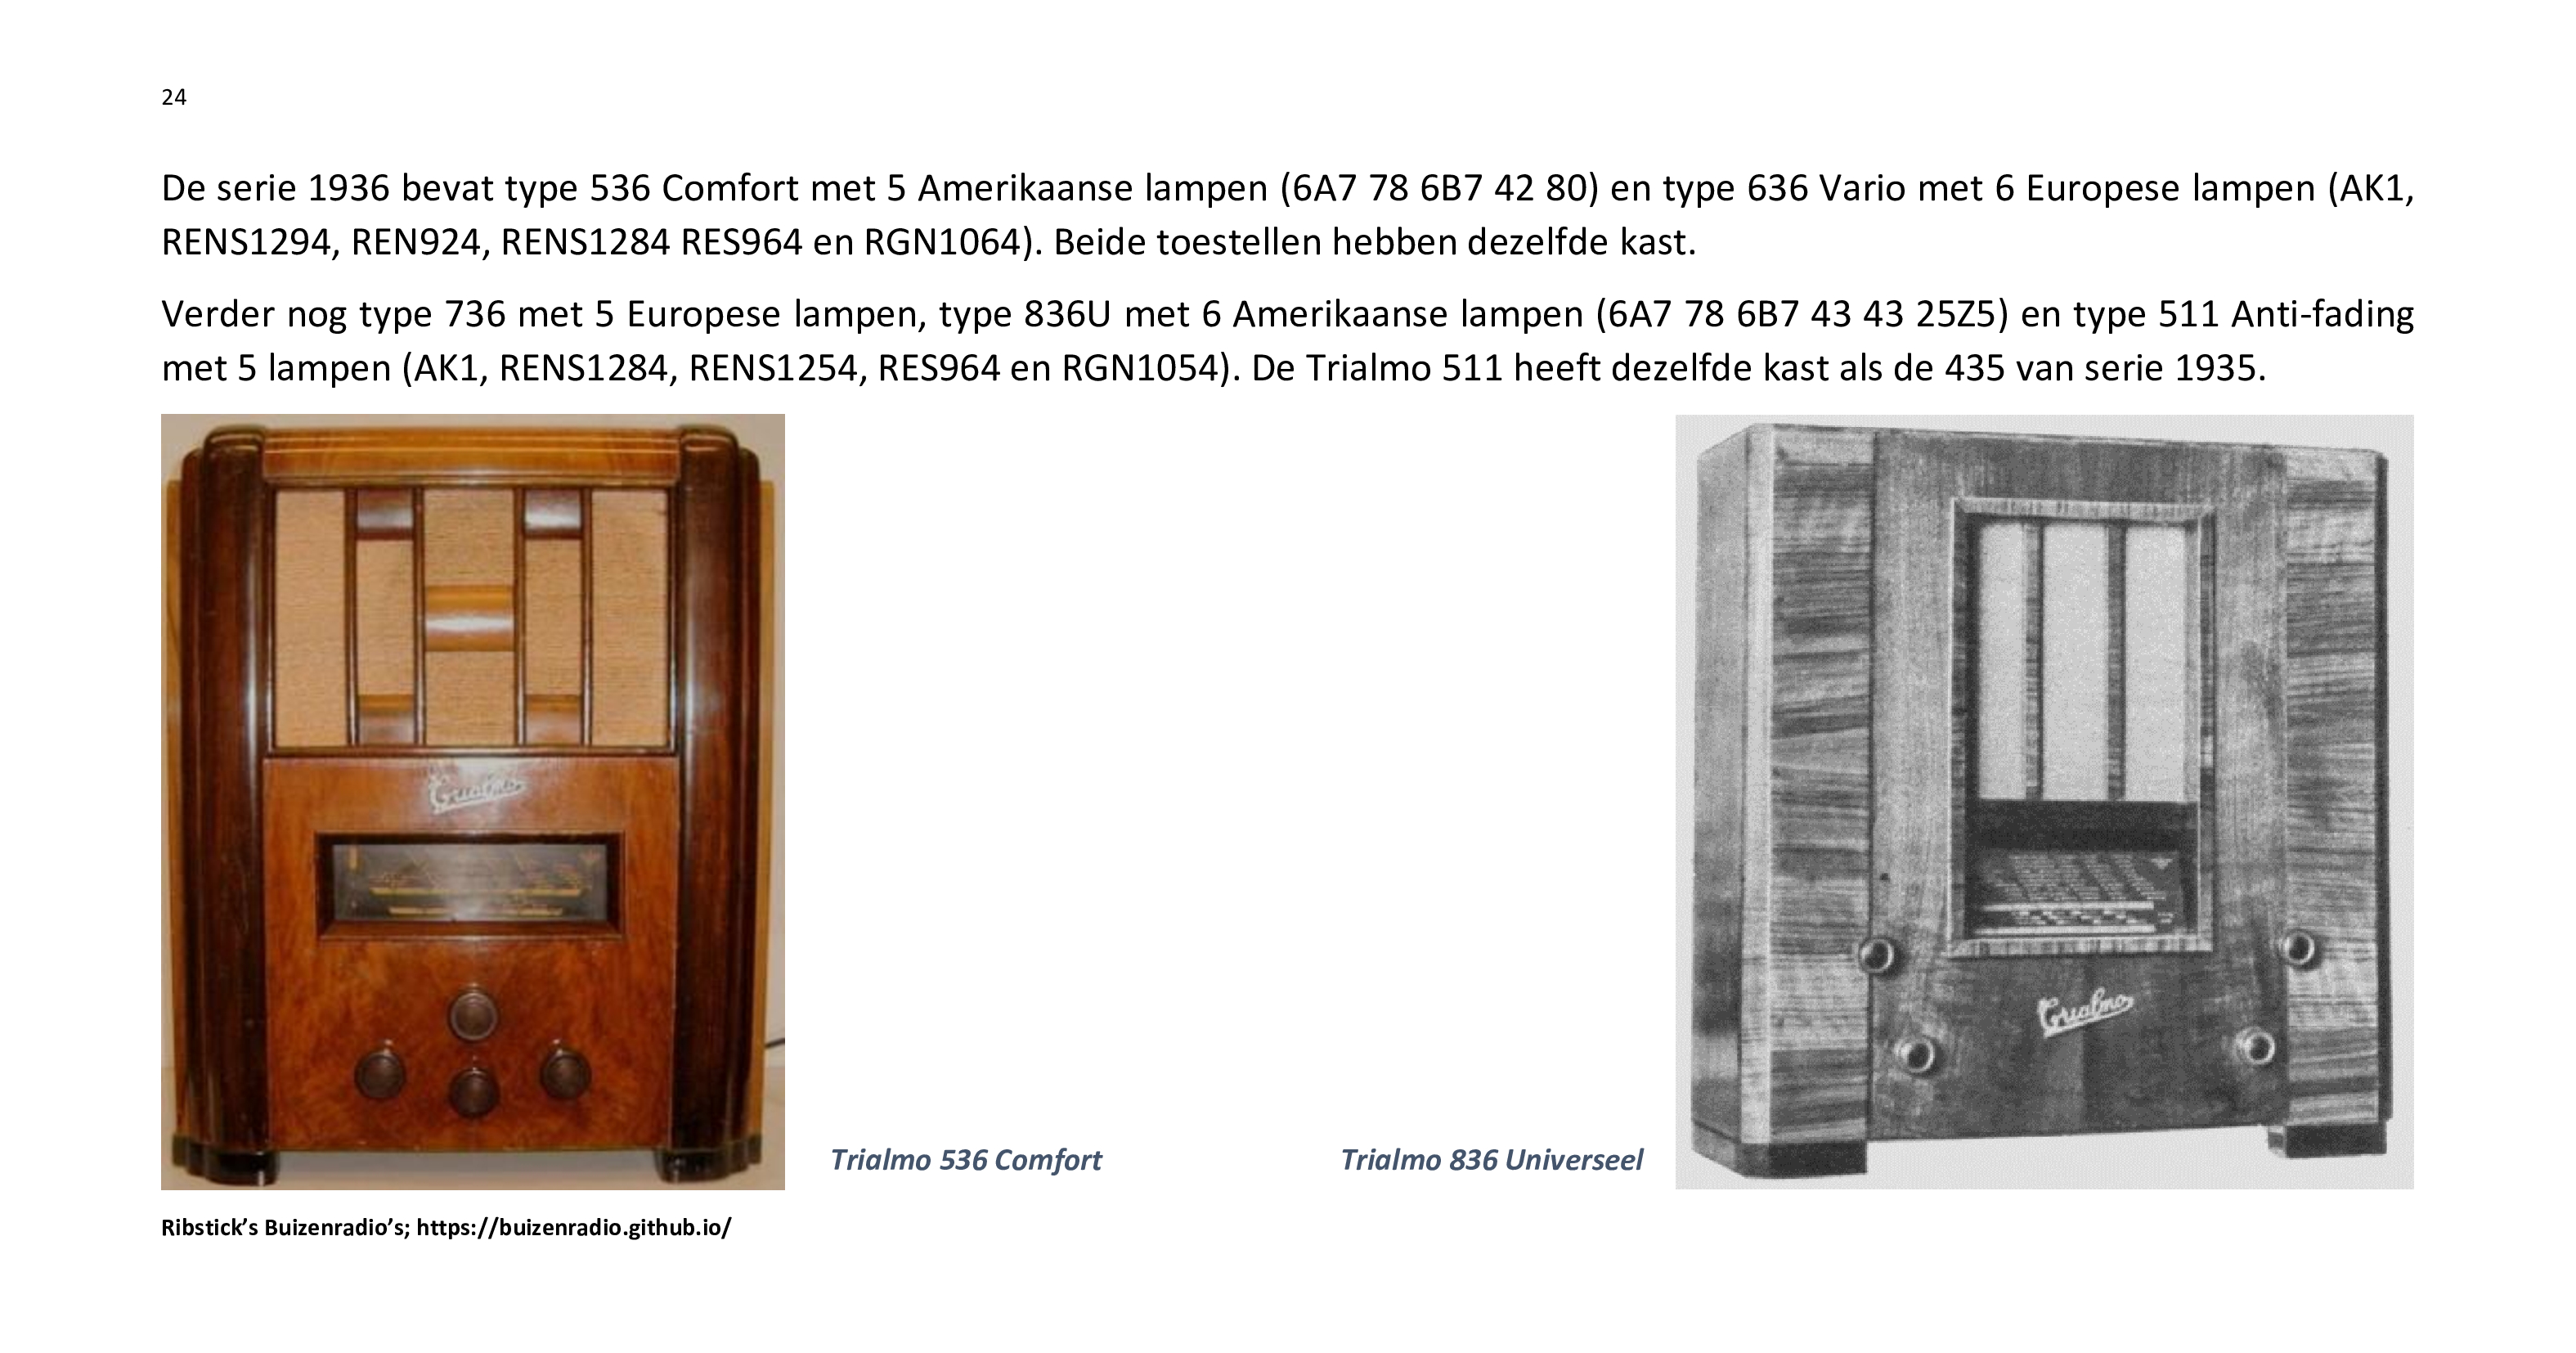 24
De serie 1936 bevat type 536 Comfort met 5 Amerikaanse lampen (6A7 78 6B7 42 80) en type 636 Vario met 6 Europese lampen (AK1,
RENS1294, REN924, RENS1284 RES964 en RGN1064). Beide toestellen hebben dezelfde kast.
Verder nog type 736 met 5 Europese lampen, type 836U met 6 Amerikaanse lampen (6A7 78 6B7 43 43 25Z5) en type 511 Anti-fading
met 5 lampen (AK1, RENS1284, RENS1254, RES964 en RGN1054). De Trialmo 511 heeft dezelfde kast als de 435 van serie 1935.
Trialmo
Trialmo
Trialmo 536 Comfort
Trialmo 836 Universeel
Ribstick’s Buizenradio’s; https://buizenradio.github.io/